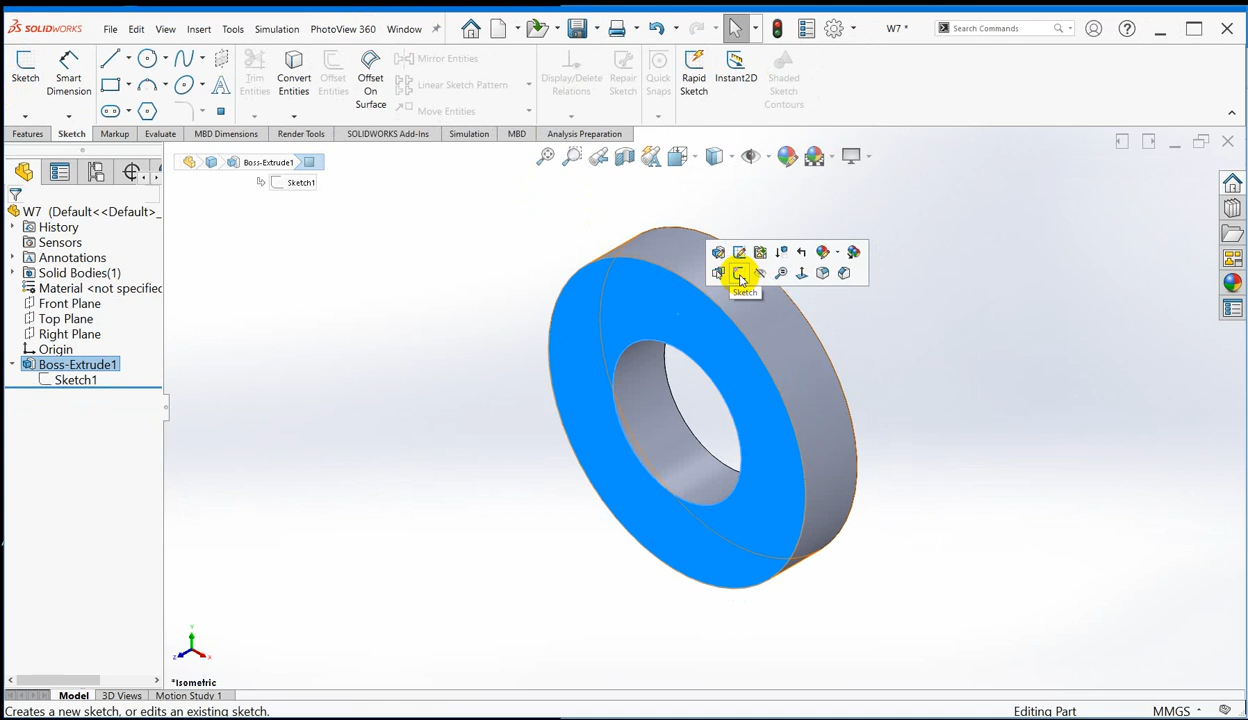 SOLIDWORKS File Edit View Insert Tools Simulation PhotoView 360 Window W7 * Search Commands
Sketch Smart Dimension Trim Entities Convert Entities Offset Entities Offset On Surface Mirror Entities Linear Sketch Pattern Move Entities Display/Delete Relations Repair Sketch Quick Snaps Rapid Sketch Instant2D Shaded Sketch Contours
Features Sketch Markup Evaluate MBD Dimensions Render Tools SOLIDWORKS Add-Ins Simulation MBD Analysis Preparation
Boss-Extrude1
Sketch1
W7 (Default<<Default>_
History
Sensors
Annotations
Solid Bodies(1)
Material <not specified
Front Plane
Top Plane
Right Plane
Origin
Boss-Extrude1
Sketch1
Sketch
Y
Z
X
*Isometric
Model 3D Views Motion Study 1
Creates a new sketch, or edits an existing sketch. Editing Part MMGS